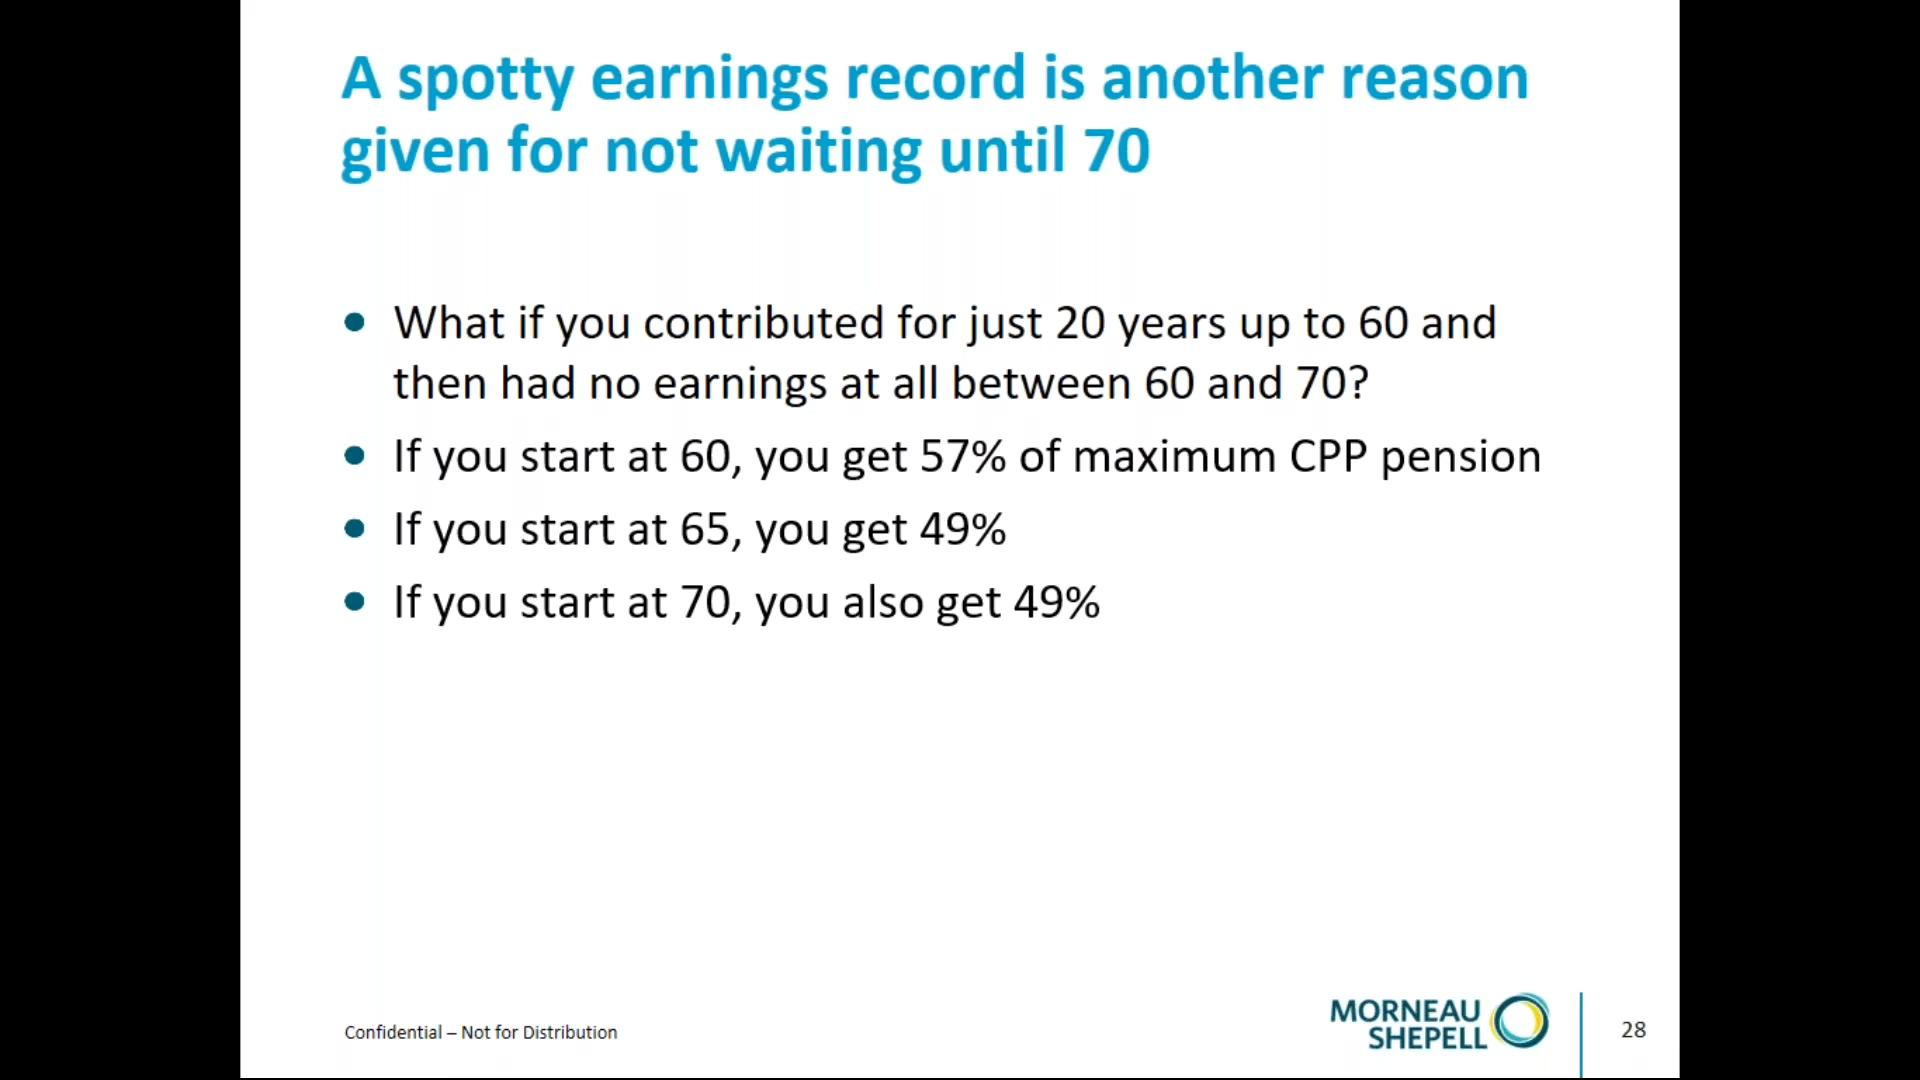 A spotty earnings record is another reason
given for not waiting until 70
• What if you contributed for just 20 years up to 60 and
then had no earnings at all between 60 and 70?
• If you start at 60, you get 57% of maximum CPP pension
• If you start at 65, you get 49%
• If you start at 70, you also get 49%
Confidential – Not for Distribution
MORNEAU
SHEPELL
28